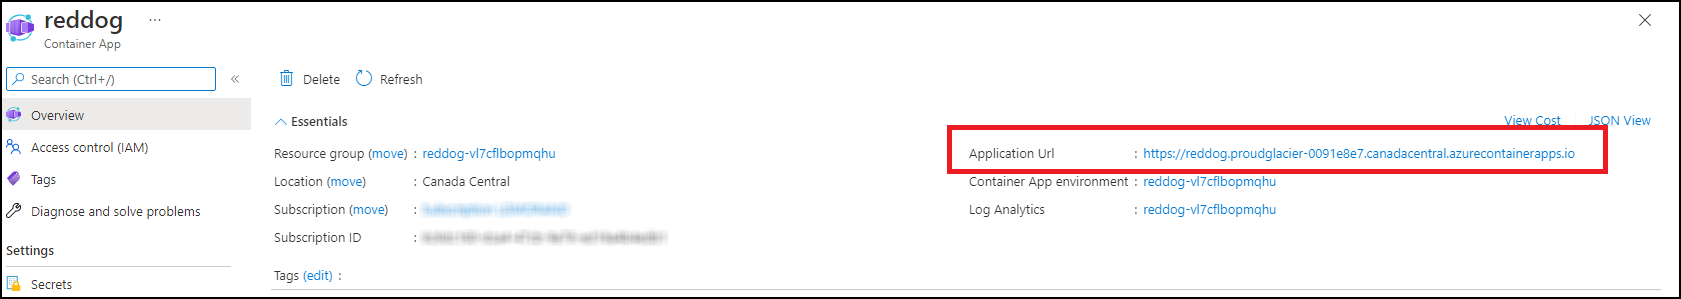 reddog ...
Container App
Search (Ctrl+/)
«
Delete
Refresh
Overview
Access control (IAM)
Tags
Diagnose and solve problems
Settings
Secrets
Essentials
View Cost
JSON View
Resource group (move) : reddog-vl7cflbopmqhu
Location (move) : Canada Central
Subscription (move) :
Subscription ID :
Application Url : https://reddog.proudglacier-0091e8e7.canadacentral.azurecontainerapps.io
Container App environment : reddog-vl7cflbopmqhu
Log Analytics : reddog-vl7cflbopmqhu
Tags (edit) :